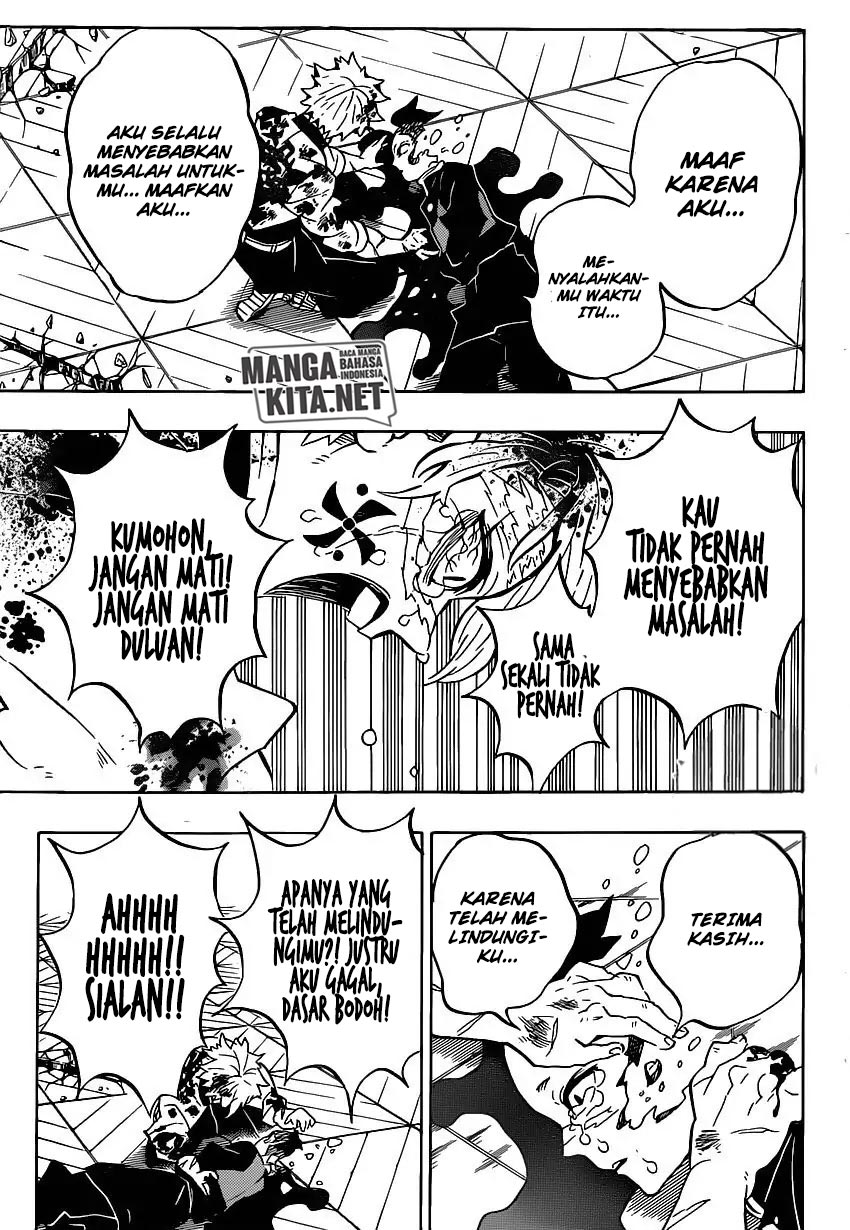 MAAF
KARENA
AKU...
ME-
NYALAHKAN-
MU WAKTU
ITU...
AKU SELALU
MENYEBABKAN
MASALAH UNTUK-
MU... MAAFKAN
AKU...
MANGA
KITA.NET
BACA MANGA
BAHASA
INDONESIA
KAU
TIDAK PERNAH
MENYEBABKAN
MASALAH!
SAMA
SEKALI TIDAK
PERNAH!
KUMOHON,
JANGAN MATI!
JANGAN MATI
DULUAN!
TERIMA
KASIH...
KARENA
TELAH ME-
LINDUNGI-
KU...
APANYA YANG
TELAH MELINDU-
NGIMU?! JUSTRU
AKU GAGAL,
DASAR BODOH!
AHHHH
HHHHH!!
SIALAN!!